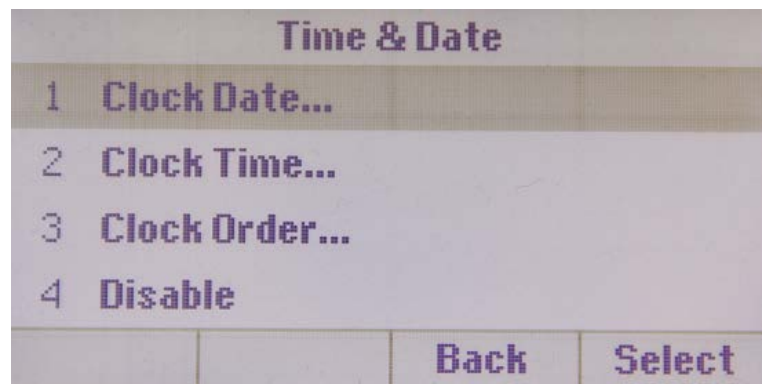 Time & Date
1 Clock Date...
2 Clock Time...
3 Clock Order...
4 Disable
Back Select